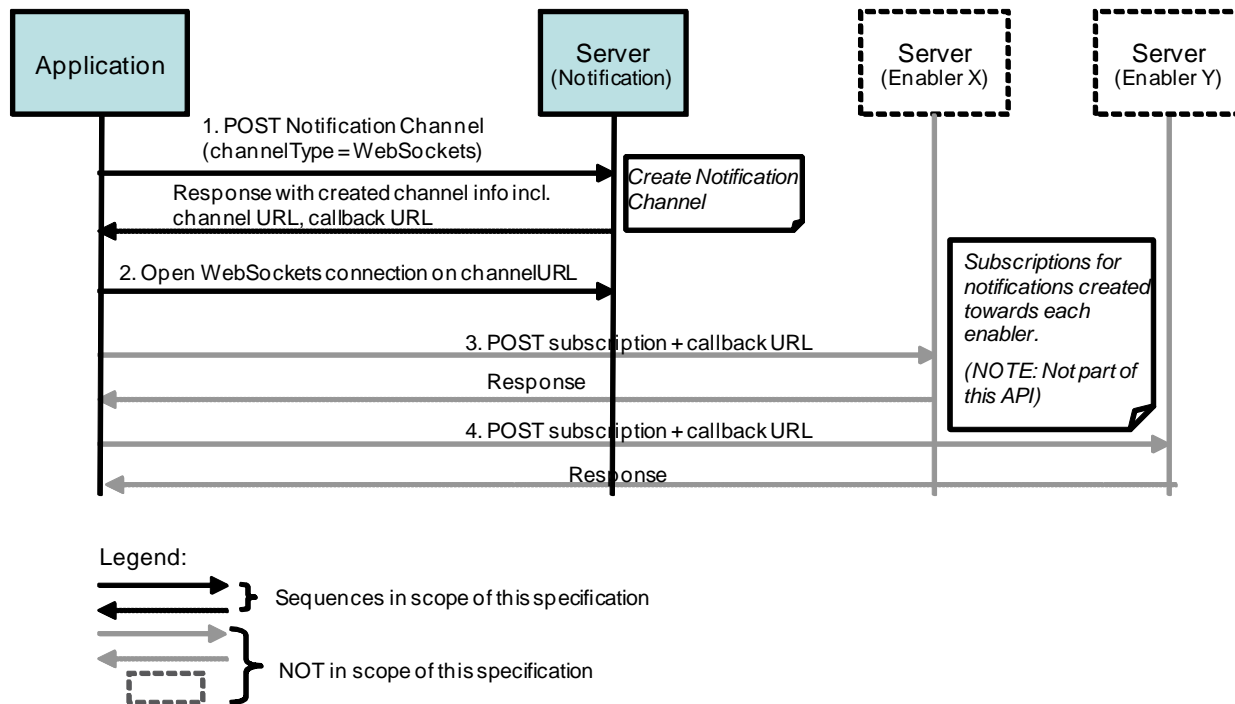 Application
Server
(Notification)
Server
(Enabler X)
Server
(Enabler Y)
1. POST Notification Channel
(channelType = WebSockets)
Create Notification
Channel
Response with created channel info incl.
channel URL, callback URL
2. Open WebSockets connection on channelURL
Subscriptions for
notifications created
towards each
enabler.
(NOTE: Not part of
this API)
3. POST subscription + callback URL
Response
4. POST subscription + callback URL
Response
Legend:
Sequences in scope of this specification
NOT in scope of this specification